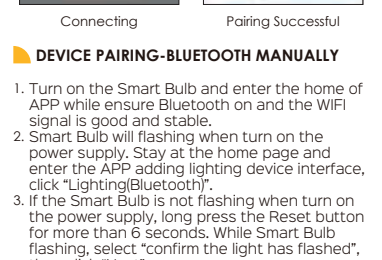 Connecting
Pairing Successful
DEVICE PAIRING-BLUETOOTH MANUALLY
1. Turn on the Smart Bulb and enter the home of
APP while ensure Bluetooth on and the WIFI
signal is good and stable.
2. Smart Bulb will flashing when turn on the
power supply. Stay at the home page and
enter the APP adding lighting device interface,
click “Lighting(Bluetooth)”.
3. If the Smart Bulb is not flashing when turn on
the power supply, long press the Reset button
for more than 6 seconds. While Smart Bulb
flashing, select “confirm the light has flashed”,